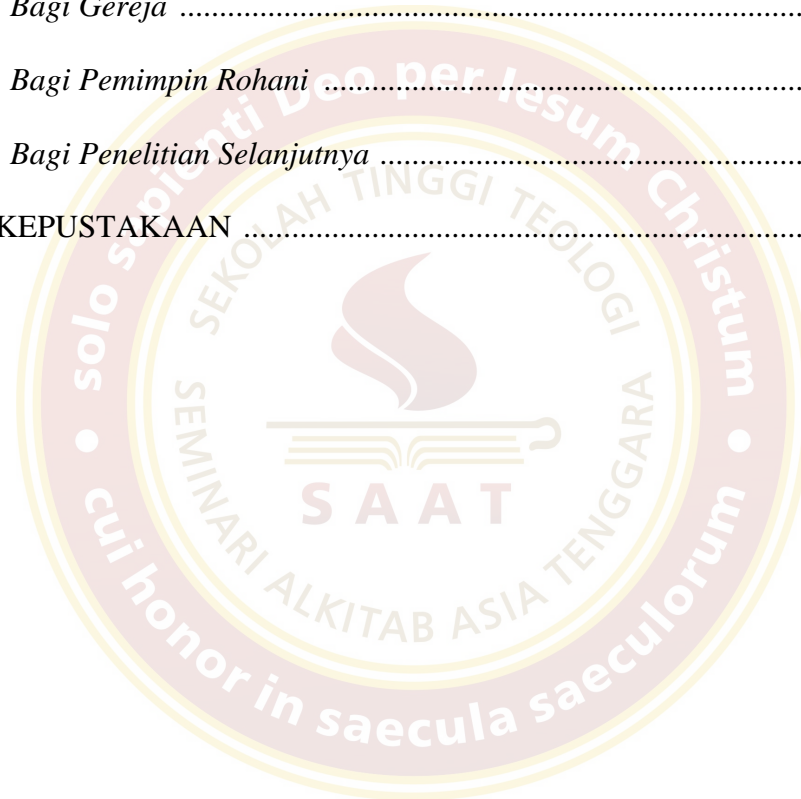 Bagi Gereja ....................................................................................................
Bagi Pemimpin Rohani ..............................................................................
Bagi Penelitian Selanjutnya .....................................................................
KEPUSTAKAAN ........................................................................................
solo sapienti Deo per Iesum Christum
cui honor in saecula saeculorum
SEKOLAH TINGGI TEOLOGI
SEMINARI ALKITAB ASIA TENGGARA
SAAT